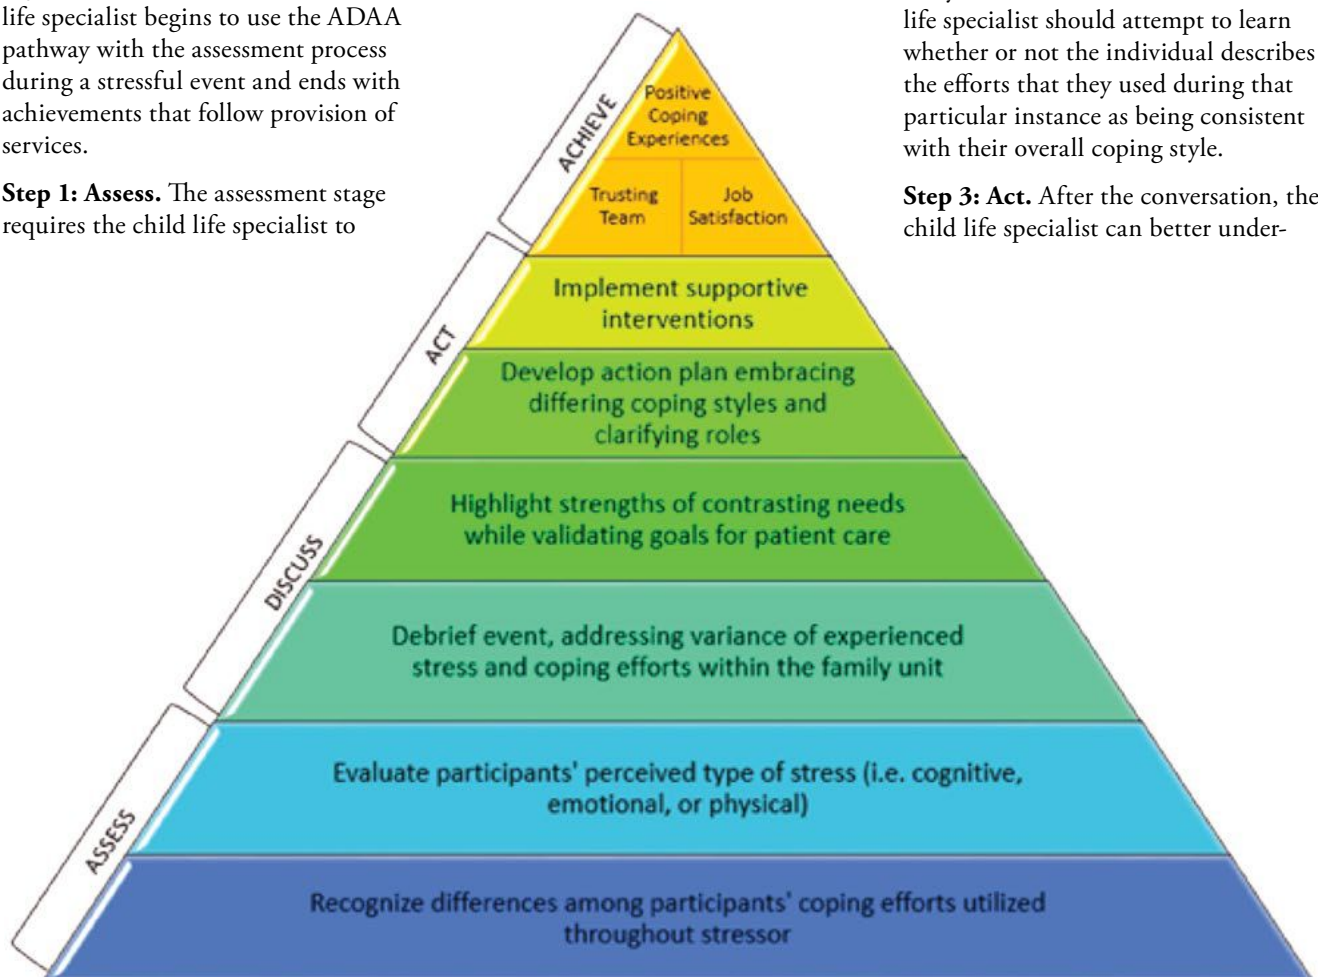 life specialist begins to use the ADAA
pathway with the assessment process
during a stressful event and ends with
achievements that follow provision of
services.
Step 1: Assess. The assessment stage
requires the child life specialist to
life specialist should attempt to learn
whether or not the individual describes
the efforts that they used during that
particular instance as being consistent
with their overall coping style.
Step 3: Act. After the conversation, the
child life specialist can better under-
ACHIEVE
Positive
Coping
Experiences
Trusting
Team
Job
Satisfaction
ACT
Implement supportive
interventions
Develop action plan embracing
differing coping styles and
clarifying roles
DISCUSS
Highlight strengths of contrasting needs
while validating goals for patient care
Debrief event, addressing variance of experienced
stress and coping efforts within the family unit
ASSESS
Evaluate participants' perceived type of stress (i.e. cognitive,
emotional, or physical)
Recognize differences among participants' coping efforts utilized
throughout stressor